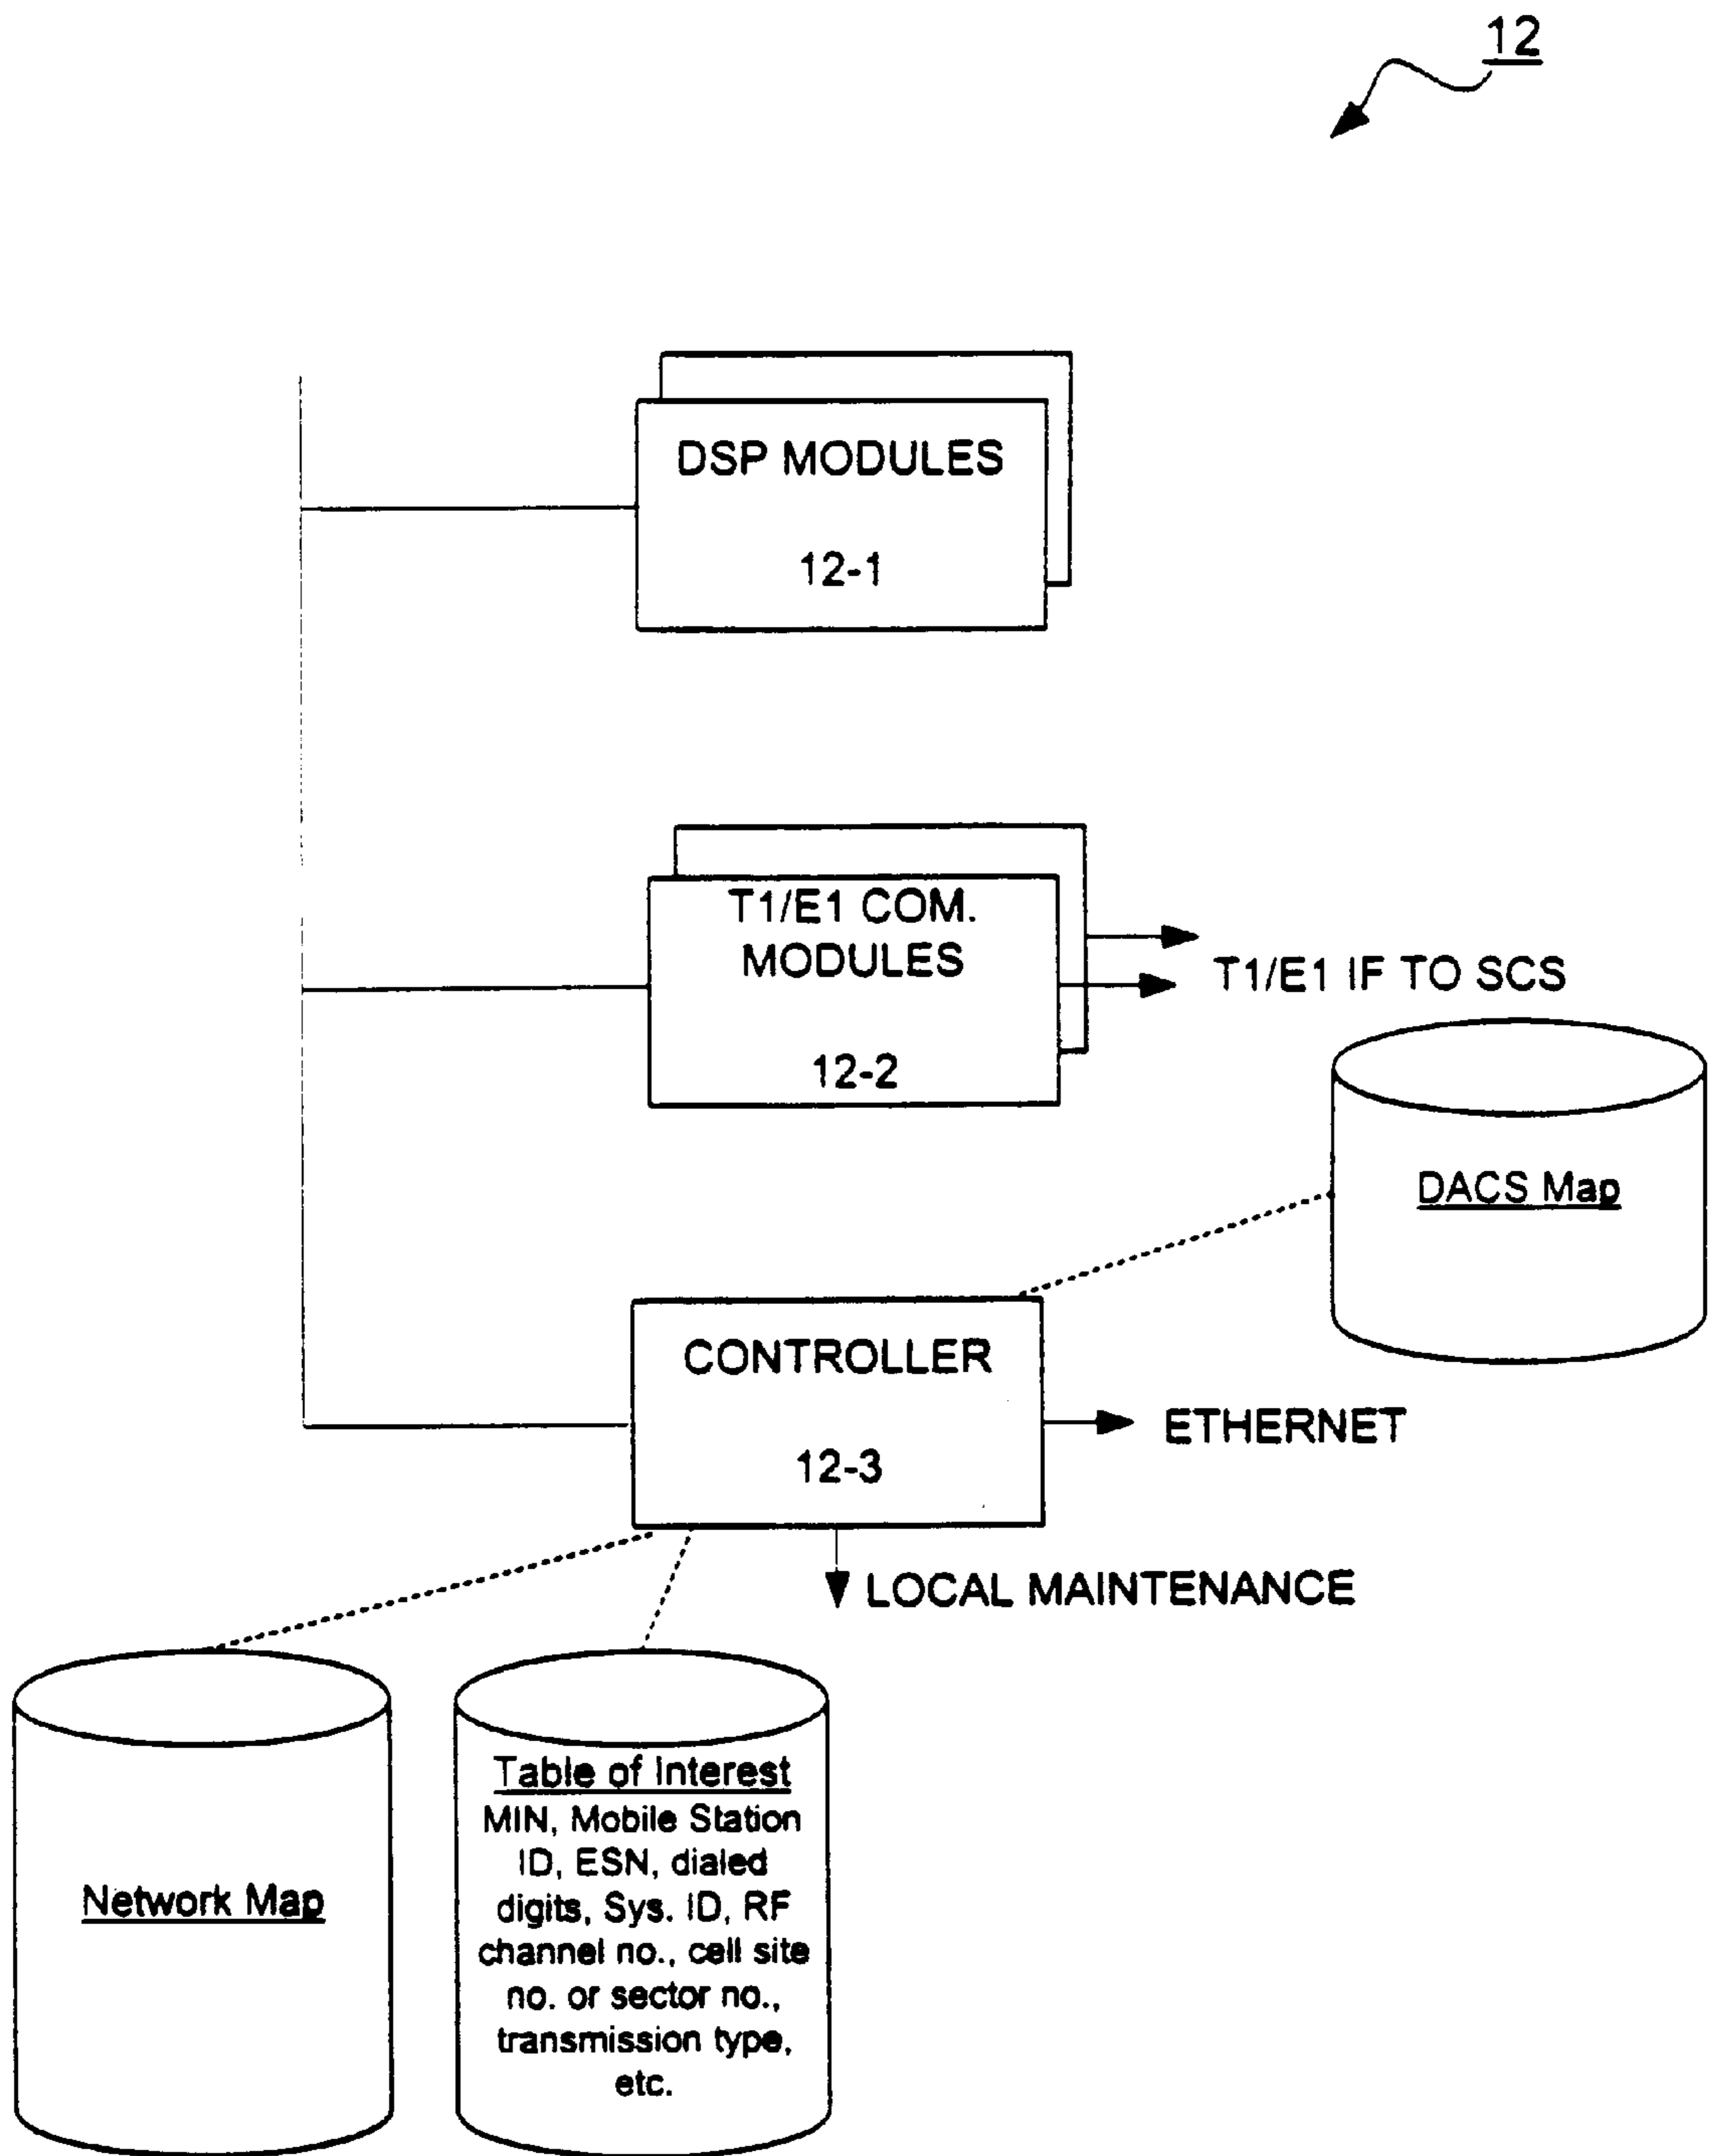 12
DSP MODULES
12-1
T1/E1 COM.
MODULES
12-2
T1/E1 IF TO SCS
DACS Map
CONTROLLER
12-3
ETHERNET
LOCAL MAINTENANCE
Network Map
Table of Interest
MIN, Mobile Station
ID, ESN, dialed
digits, Sys. ID, RF
channel no., cell site
no. or sector no.,
transmission type,
etc.